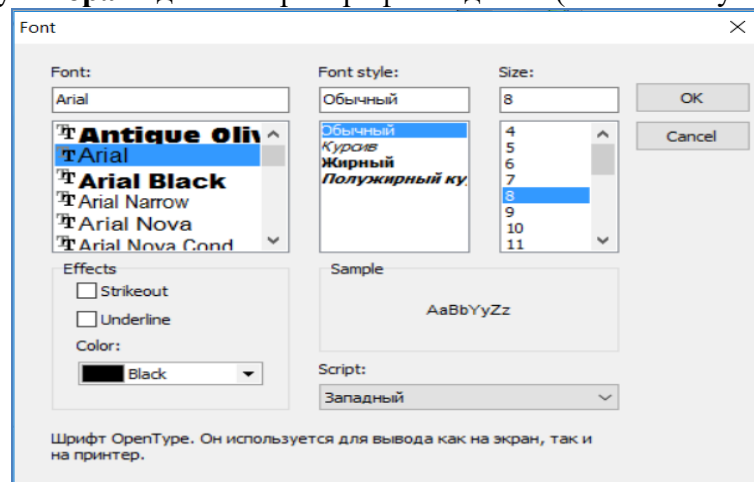 Font
Font:
Font style:
Size:
Arial
Обычный
8
OK
Cancel
Antique Oliv
Arial
Arial Black
Arial Narrow
Arial Nova
Arial Nova Cond
Обычный
Курсив
Жирный
Полужирный ку
4
5
6
7
8
9
10
11
Effects
Strikeout
Underline
Color:
Black
Sample
AaBbYyZz
Script:
Западный
Шрифт OpenType. Он используется для вывода как на экран, так и
на принтер.